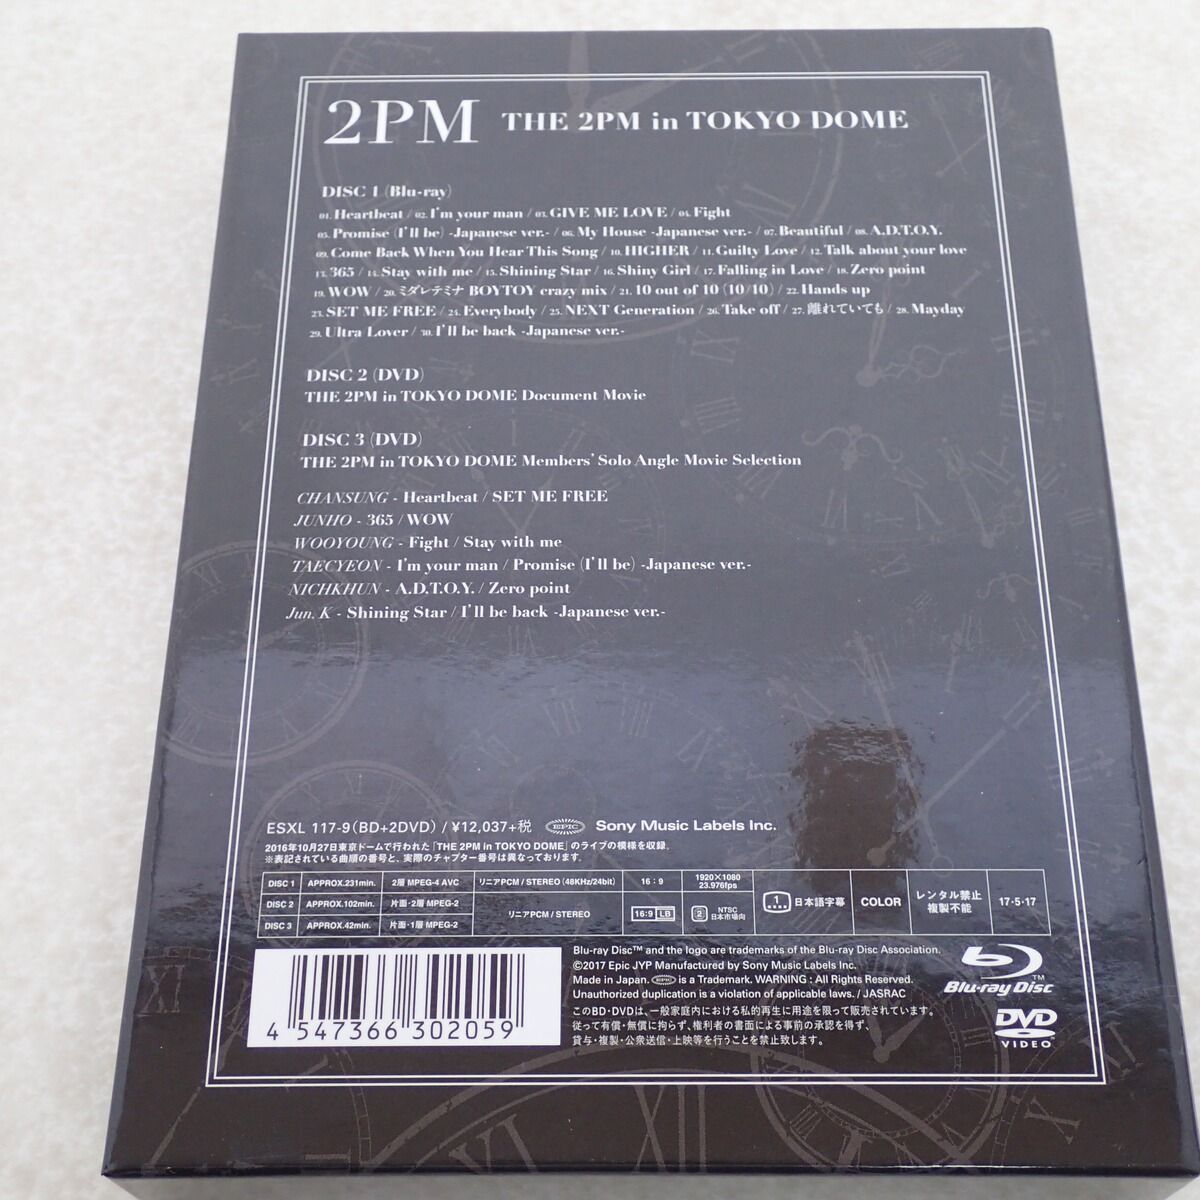 2PM THE 2PM in TOKYO DOME
DISC 1 (Blu-ray)
01. Heartbeat / 02. I'm your man / 03. GIVE ME LOVE / 04. Fight
05. Promise (I'll be) -Japanese ver.- / 06. My House -Japanese ver.- / 07. Beautiful / 08. A.D.T.O.Y.
09. Come Back When You Hear This Song / 10. HIGHER / 11. Guilty Love / 12. Talk about your love
13. 365 / 14. Stay with me / 15. Shining Star / 16. Shiny Girl / 17. Falling in Love / 18. Zero point
19. WOW / 20. ミダレテミナ BOYTOY crazy mix / 21. 10 out of 10 (10/10) / 22. Hands up
23. SET ME FREE / 24. Everybody / 25. NEXT Generation / 26. Take off / 27. 離れていても / 28. Mayday
29. Ultra Lover / 30. I'll be back -Japanese ver.-
DISC 2 (DVD)
THE 2PM in TOKYO DOME Document Movie
DISC 3 (DVD)
THE 2PM in TOKYO DOME Members' Solo Angle Movie Selection
CHANSUNG - Heartbeat / SET ME FREE
JUNHO - 365 / WOW
WOOYOUNG - Fight / Stay with me
TAECYEON - I'm your man / Promise (I'll be) -Japanese ver.-
NICHKHUN - A.D.T.O.Y. / Zero point
Jun. K - Shining Star / I'll be back -Japanese ver.-
ESXL 117-9(BD+2DVD) / ¥12,037+税 EPIC Sony Music Labels Inc.
2016年10月27日東京ドームで行われた「THE 2PM in TOKYO DOME」のライブの模様を収録。
※表記されている曲順の番号と、実際のチャプター番号は異なっております。
DISC 1 APPROX.231min. 2層 MPEG-4 AVC リニアPCM / STEREO (48KHz/24bit) 16:9 1920×1080 23.976fps
DISC 2 APPROX.102min. 片面・2層 MPEG-2 リニアPCM / STEREO 16:9 LB 2 NTSC 日本市場向
DISC 3 APPROX.42min. 片面・1層 MPEG-2
1 日本語字幕 COLOR レンタル禁止 複製不能 17・5・17
Blu-ray Disc™ and the logo are trademarks of the Blu-ray Disc Association.
©2017 Epic JYP Manufactured by Sony Music Labels Inc.
Made in Japan. EPIC is a Trademark. WARNING : All Rights Reserved.
Unauthorized duplication is a violation of applicable laws. / JASRAC
このBD・DVDは、一般家庭内における私的再生に用途を限って販売されています。
従って有償・無償に拘らず、権利者の書面による事前の承認を得ず、
貸与・複製・公衆送信・上映等を行うことを禁止致します。
Blu-ray Disc™
DVD
VIDEO
4 547366 302059